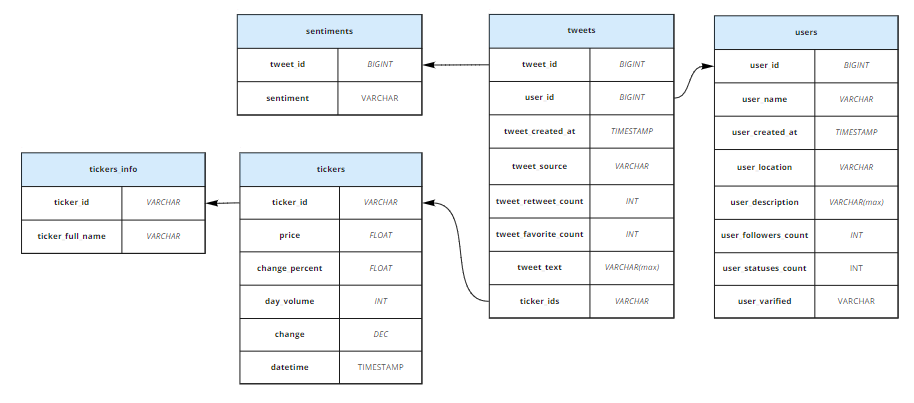 sentiments
tweet id BIGINT
sentiment VARCHAR
tweets
tweet id BIGINT
user id BIGINT
tweet created at TIMESTAMP
tweet source VARCHAR
tweet retweet count INT
tweet favorite count INT
tweet text VARCHAR(max)
ticker ids VARCHAR
users
user id BIGINT
user name VARCHAR
user created at TIMESTAMP
user location VARCHAR
user description VARCHAR(max)
user followers count INT
user statuses count INT
user varified VARCHAR
tickers info
ticker id VARCHAR
ticker full name VARCHAR
tickers
ticker id VARCHAR
price FLOAT
change percent FLOAT
day volume INT
change DEC
datetime TIMESTAMP